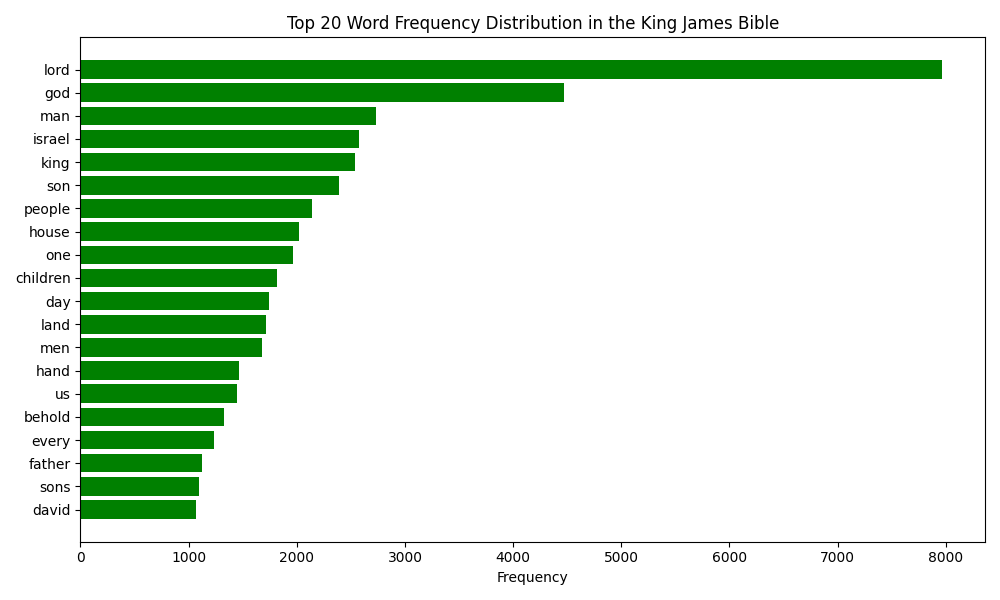 Top 20 Word Frequency Distribution in the King James Bible
lord
god
man
israel
king
son
people
house
one
children
day
land
men
hand
us
behold
every
father
sons
david
0 1000 2000 3000 4000 5000 6000 7000 8000
Frequency